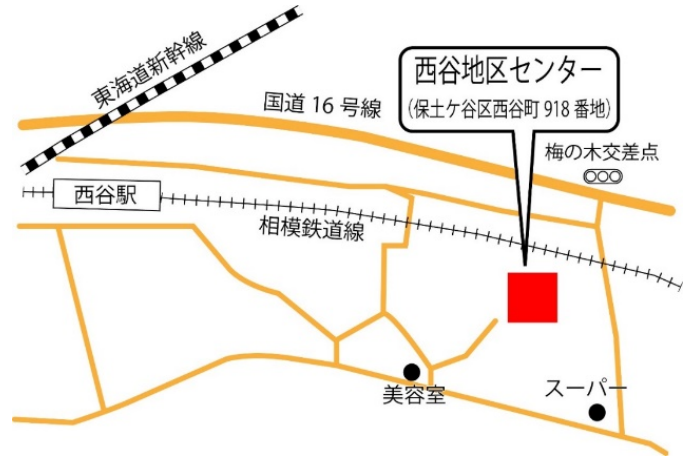 東海道新幹線
国道 16 号線
西谷地区センター
(保土ケ谷区西谷町 918 番地)
梅の木交差点
西谷駅
相模鉄道線
美容室
スーパー